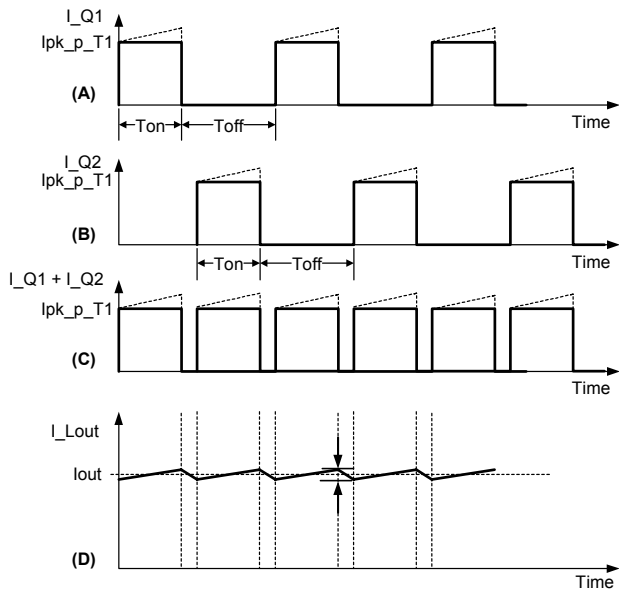 I_Q1
Ipk_p_T1
(A)
Ton
Toff
Time
I_Q2
Ipk_p_T1
(B)
Ton
Toff
Time
I_Q1 + I_Q2
Ipk_p_T1
(C)
Time
I_Lout
Iout
(D)
Time